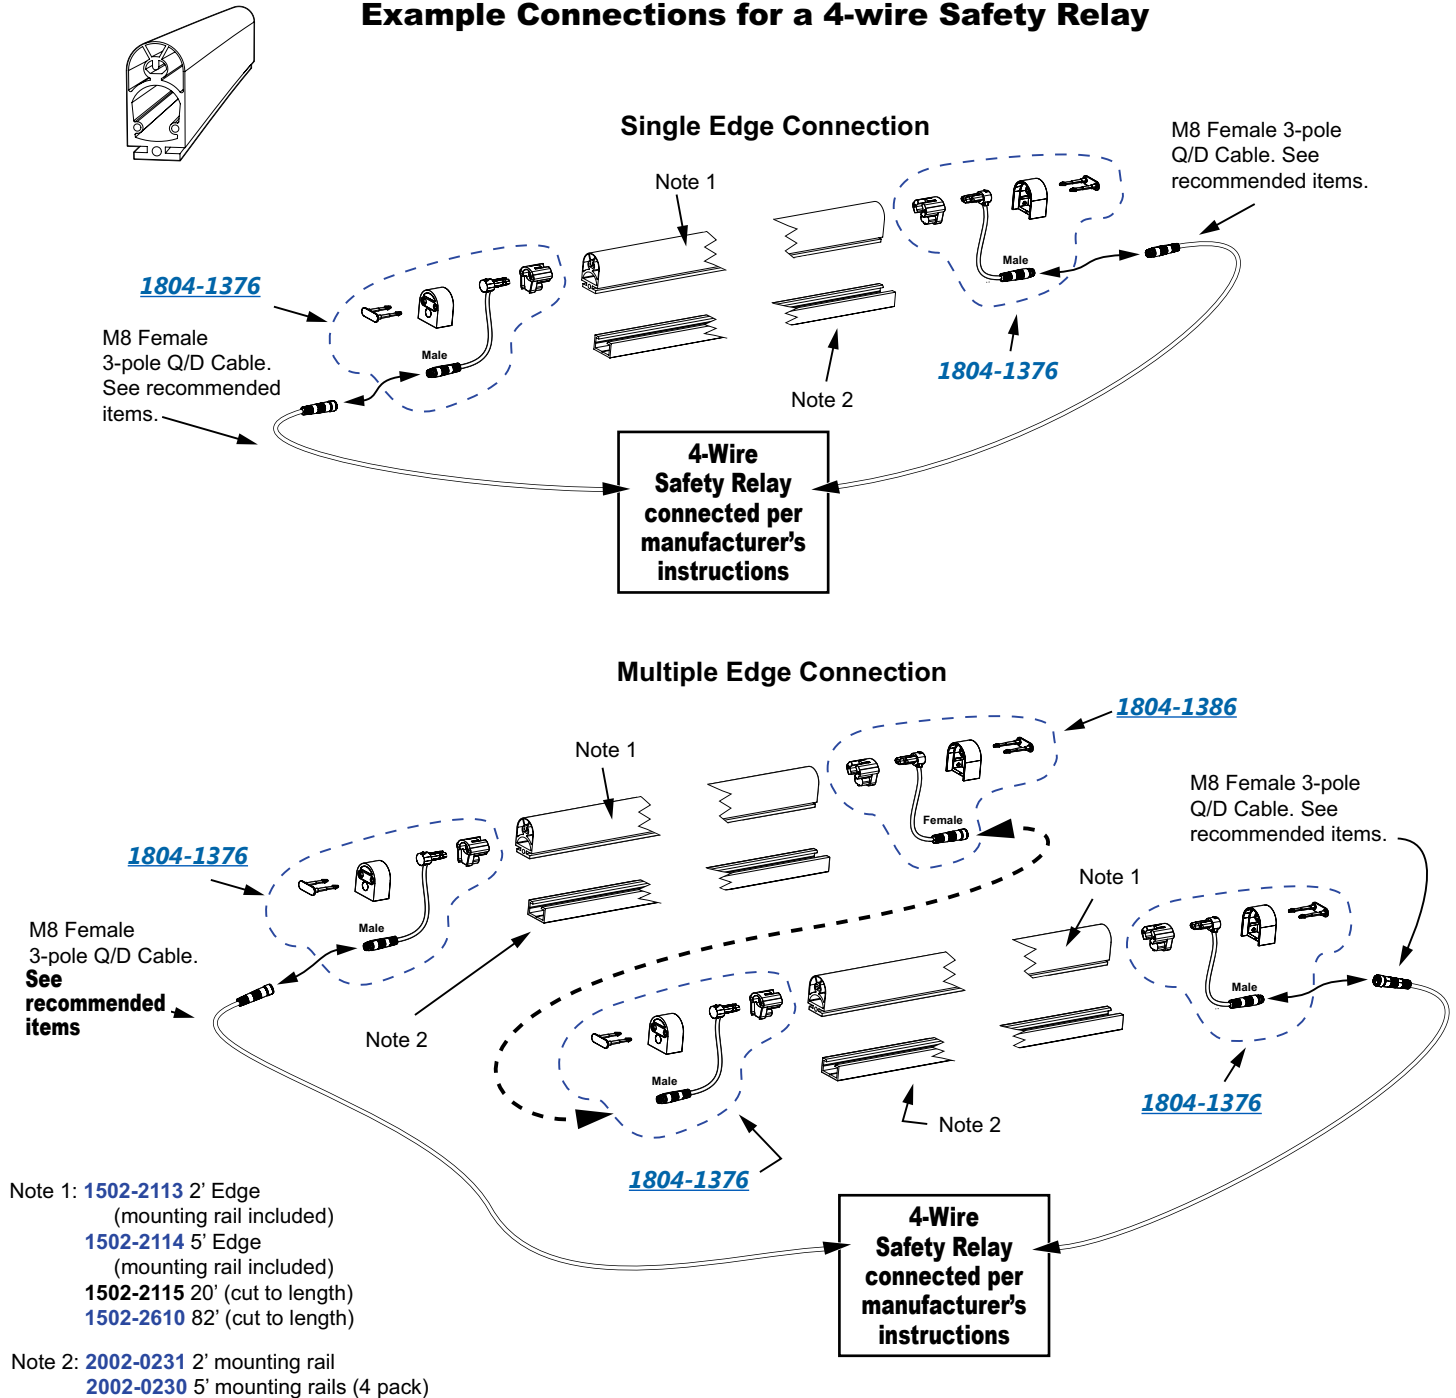 Example Connections for a 4-wire Safety Relay
Single Edge Connection
M8 Female 3-pole
Q/D Cable. See
recommended items.
Note 1
Male
1804-1376
1804-1376
M8 Female
3-pole Q/D Cable.
See recommended
items.
Male
Note 2
4-Wire
Safety Relay
connected per
manufacturer's
instructions
Multiple Edge Connection
1804-1386
Note 1
M8 Female 3-pole
Q/D Cable. See
recommended items.
Female
1804-1376
Note 1
M8 Female
3-pole Q/D Cable.
See
recommended
items
Male
Note 2
Male
Male
1804-1376
Note 2
1804-1376
Note 1: 1502-2113 2' Edge
(mounting rail included)
1502-2114 5' Edge
(mounting rail included)
1502-2115 20' (cut to length)
1502-2610 82' (cut to length)
4-Wire
Safety Relay
connected per
manufacturer's
instructions
Note 2: 2002-0231 2' mounting rail
2002-0230 5' mounting rails (4 pack)